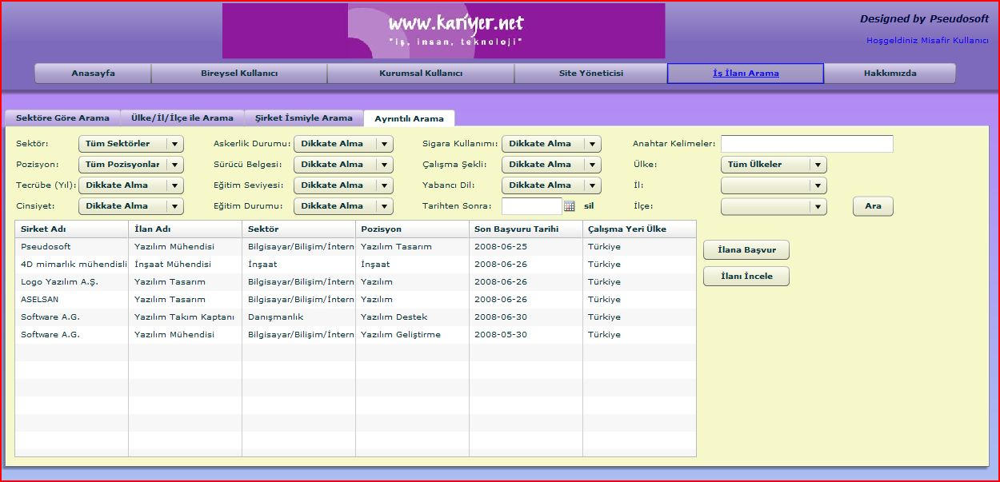 www.kariyer.net
"iş, insan, teknoloji"
Designed by Pseudosoft
Hoşgeldiniz Misafir Kullanıcı
Anasayfa Bireysel Kullanıcı Kurumsal Kullanıcı Site Yöneticisi İş İlanı Arama Hakkımızda
Sektöre Göre Arama Ülke/İl/İlçe ile Arama Şirket İsmiyle Arama Ayrıntılı Arama
Sektör: Tüm Sektörler Askerlik Durumu: Dikkate Alma Sigara Kullanımı: Dikkate Alma Anahtar Kelimeler:
Pozisyon: Tüm Pozisyonlar Sürücü Belgesi: Dikkate Alma Çalışma Şekli: Dikkate Alma Ülke: Tüm Ülkeler
Tecrübe (Yıl): Dikkate Alma Eğitim Seviyesi: Dikkate Alma Yabancı Dil: Dikkate Alma İl:
Cinsiyet: Dikkate Alma Eğitim Durumu: Dikkate Alma Tarihten Sonra: sil İlçe: Ara
Sirket Adı İlan Adı Sektör Pozisyon Son Başvuru Tarihi Çalışma Yeri Ülke
Pseudosoft Yazılım Mühendisi Bilgisayar/Bilişim/İntern Yazılım Tasarım 2008-06-25 Türkiye
4D mimarlık mühendisli İnşaat Mühendisi İnşaat İnşaat 2008-06-26 Türkiye
Logo Yazılım A.Ş. Yazılım Tasarım Bilgisayar/Bilişim/İntern Yazılım 2008-06-26 Türkiye
ASELSAN Yazılım Tasarım Bilgisayar/Bilişim/İntern Yazılım 2008-06-26 Türkiye
Software A.G. Yazılım Takım Kaptanı Danışmanlık Yazılım Destek 2008-06-30 Türkiye
Software A.G. Yazılım Mühendisi Bilgisayar/Bilişim/İntern Yazılım Geliştirme 2008-05-30 Türkiye
İlana Başvur
İlanı İncele